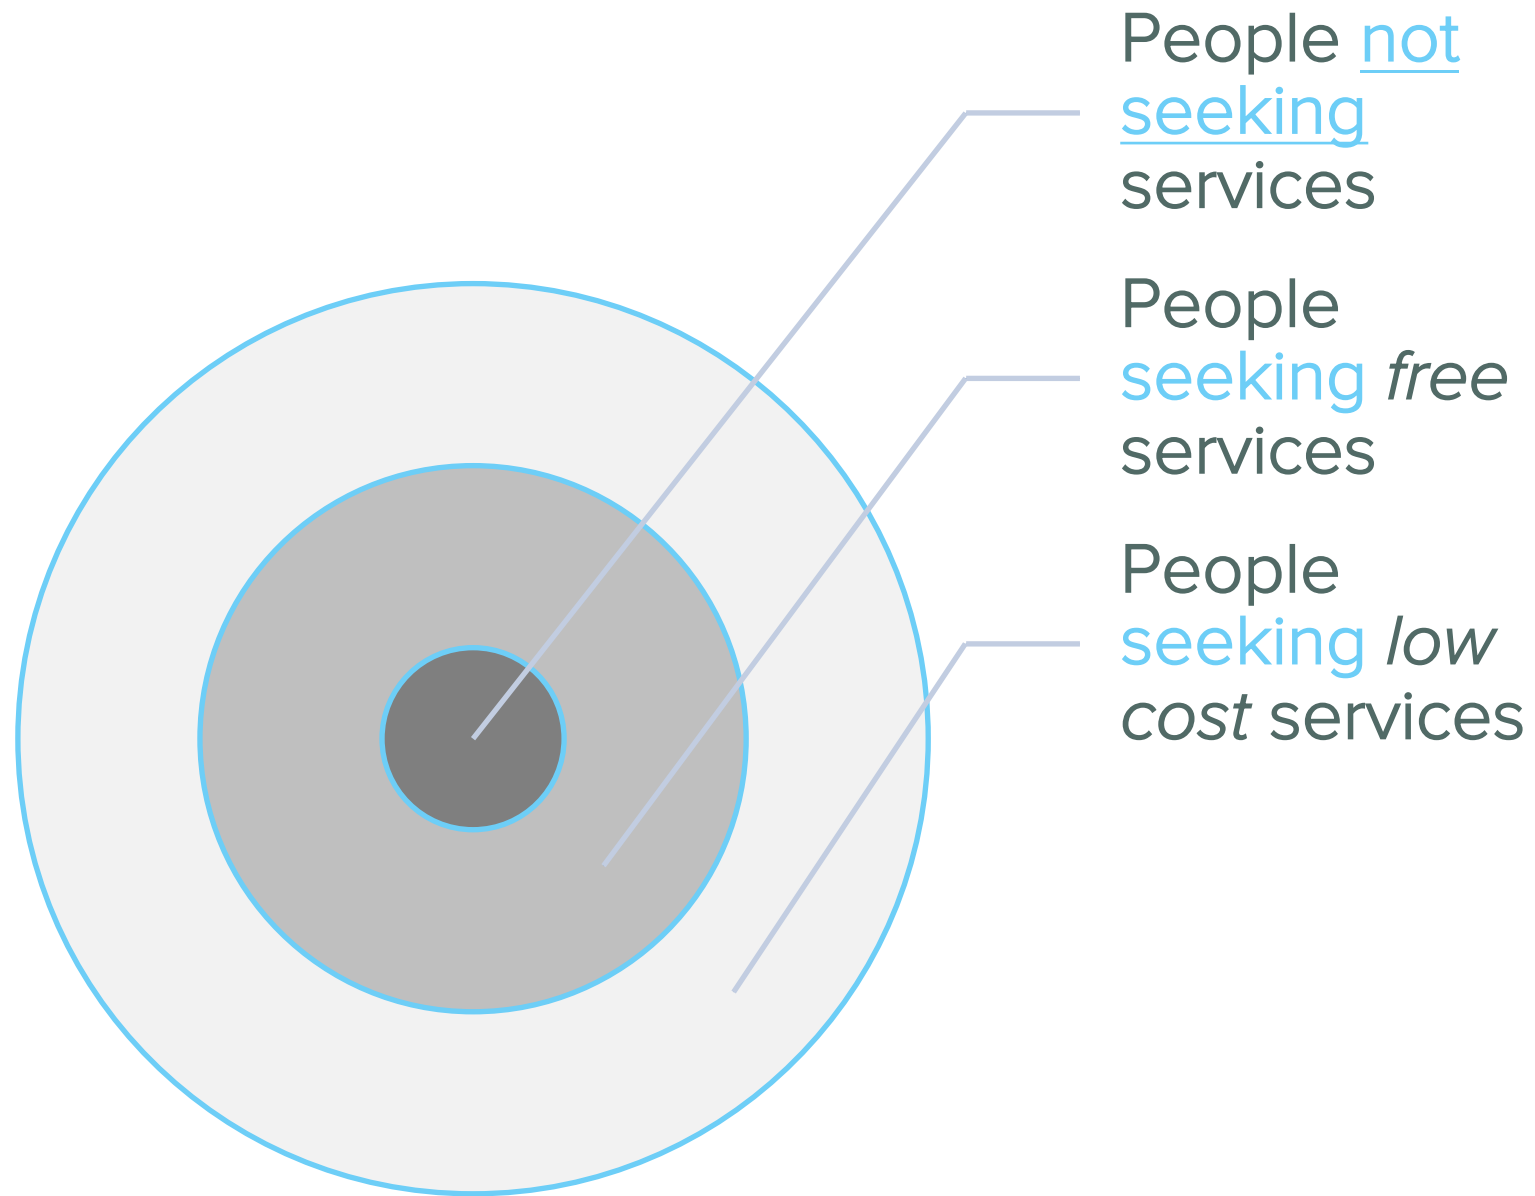 People not
seeking
services
People
seeking free
services
People
seeking low
cost services